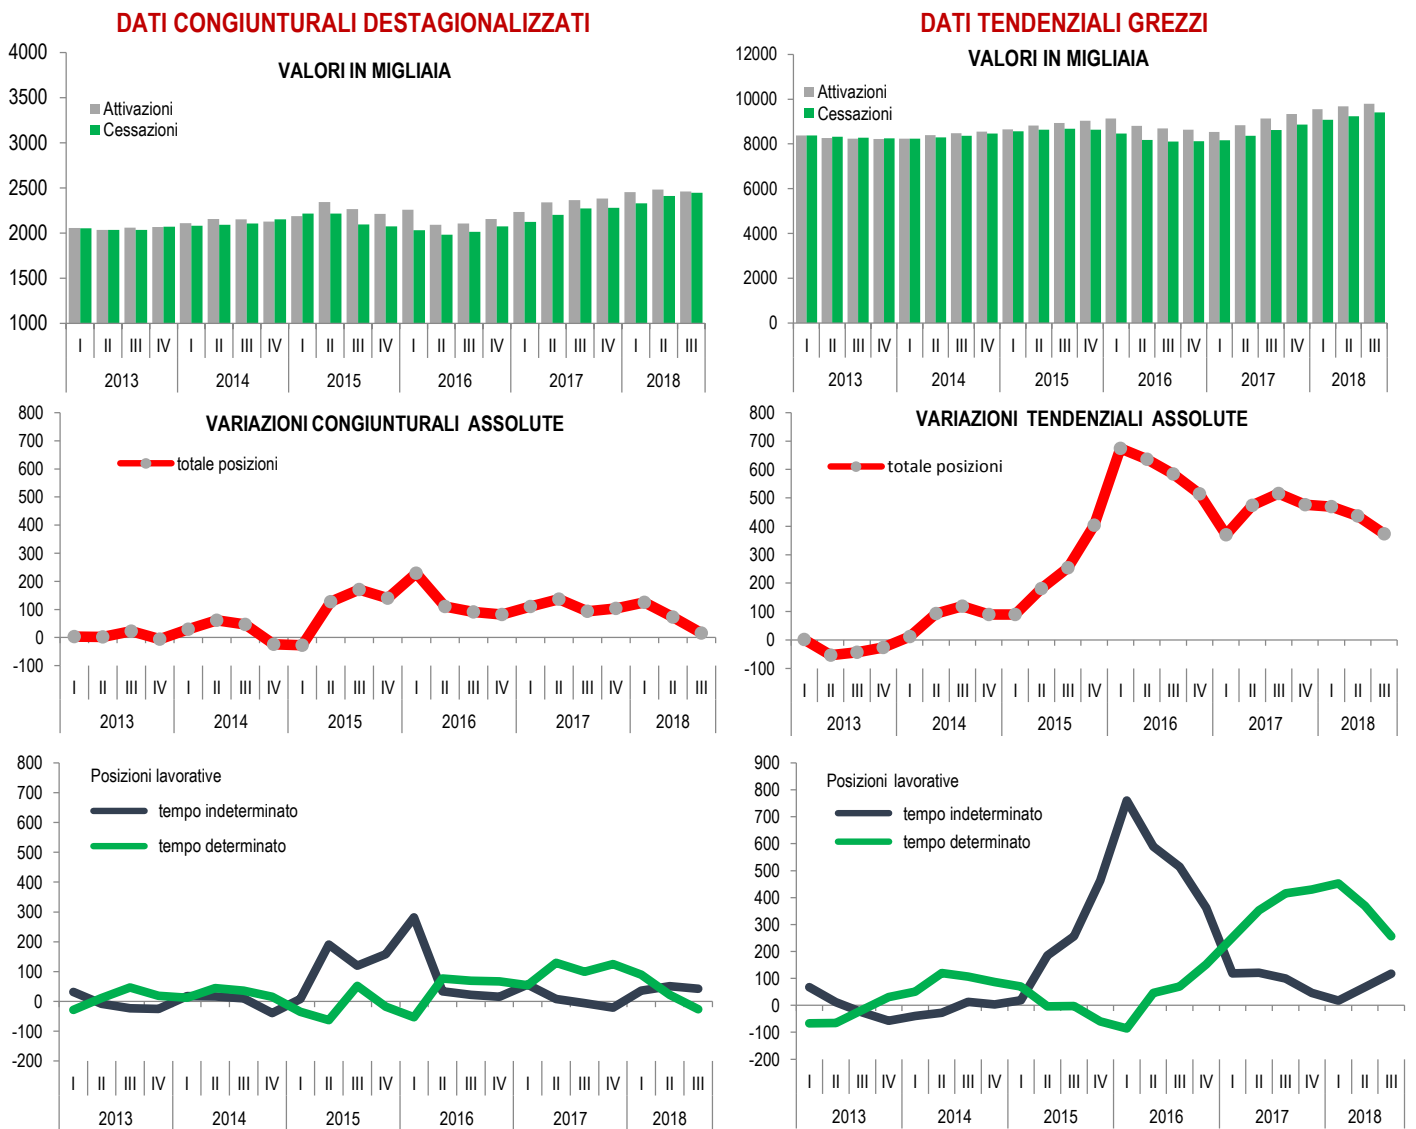 DATI CONGIUNTURALI DESTAGIONALIZZATI
VALORI IN MIGLIAIA
Attivazioni
Cessazioni
4000
3500
3000
2500
2000
1500
1000
I II III IV I II III IV I II III IV I II III IV I II III IV I II III
2013 2014 2015 2016 2017 2018
DATI TENDENZIALI GREZZI
VALORI IN MIGLIAIA
Attivazioni
Cessazioni
12000
10000
8000
6000
4000
2000
0
I II III IV I II III IV I II III IV I II III IV I II III IV I II III
2013 2014 2015 2016 2017 2018
VARIAZIONI CONGIUNTURALI ASSOLUTE
totale posizioni
800
700
600
500
400
300
200
100
0
-100
I II III IV I II III IV I II III IV I II III IV I II III IV I II III
2013 2014 2015 2016 2017 2018
VARIAZIONI TENDENZIALI ASSOLUTE
totale posizioni
800
700
600
500
400
300
200
100
0
-100
I II III IV I II III IV I II III IV I II III IV I II III IV I II III
2013 2014 2015 2016 2017 2018
Posizioni lavorative
tempo indeterminato
tempo determinato
800
700
600
500
400
300
200
100
0
-100
-200
I II III IV I II III IV I II III IV I II III IV I II III IV I II III
2013 2014 2015 2016 2017 2018
Posizioni lavorative
tempo indeterminato
tempo determinato
900
800
700
600
500
400
300
200
100
0
-100
-200
I II III IV I II III IV I II III IV I II III IV I II III IV I II III
2013 2014 2015 2016 2017 2018